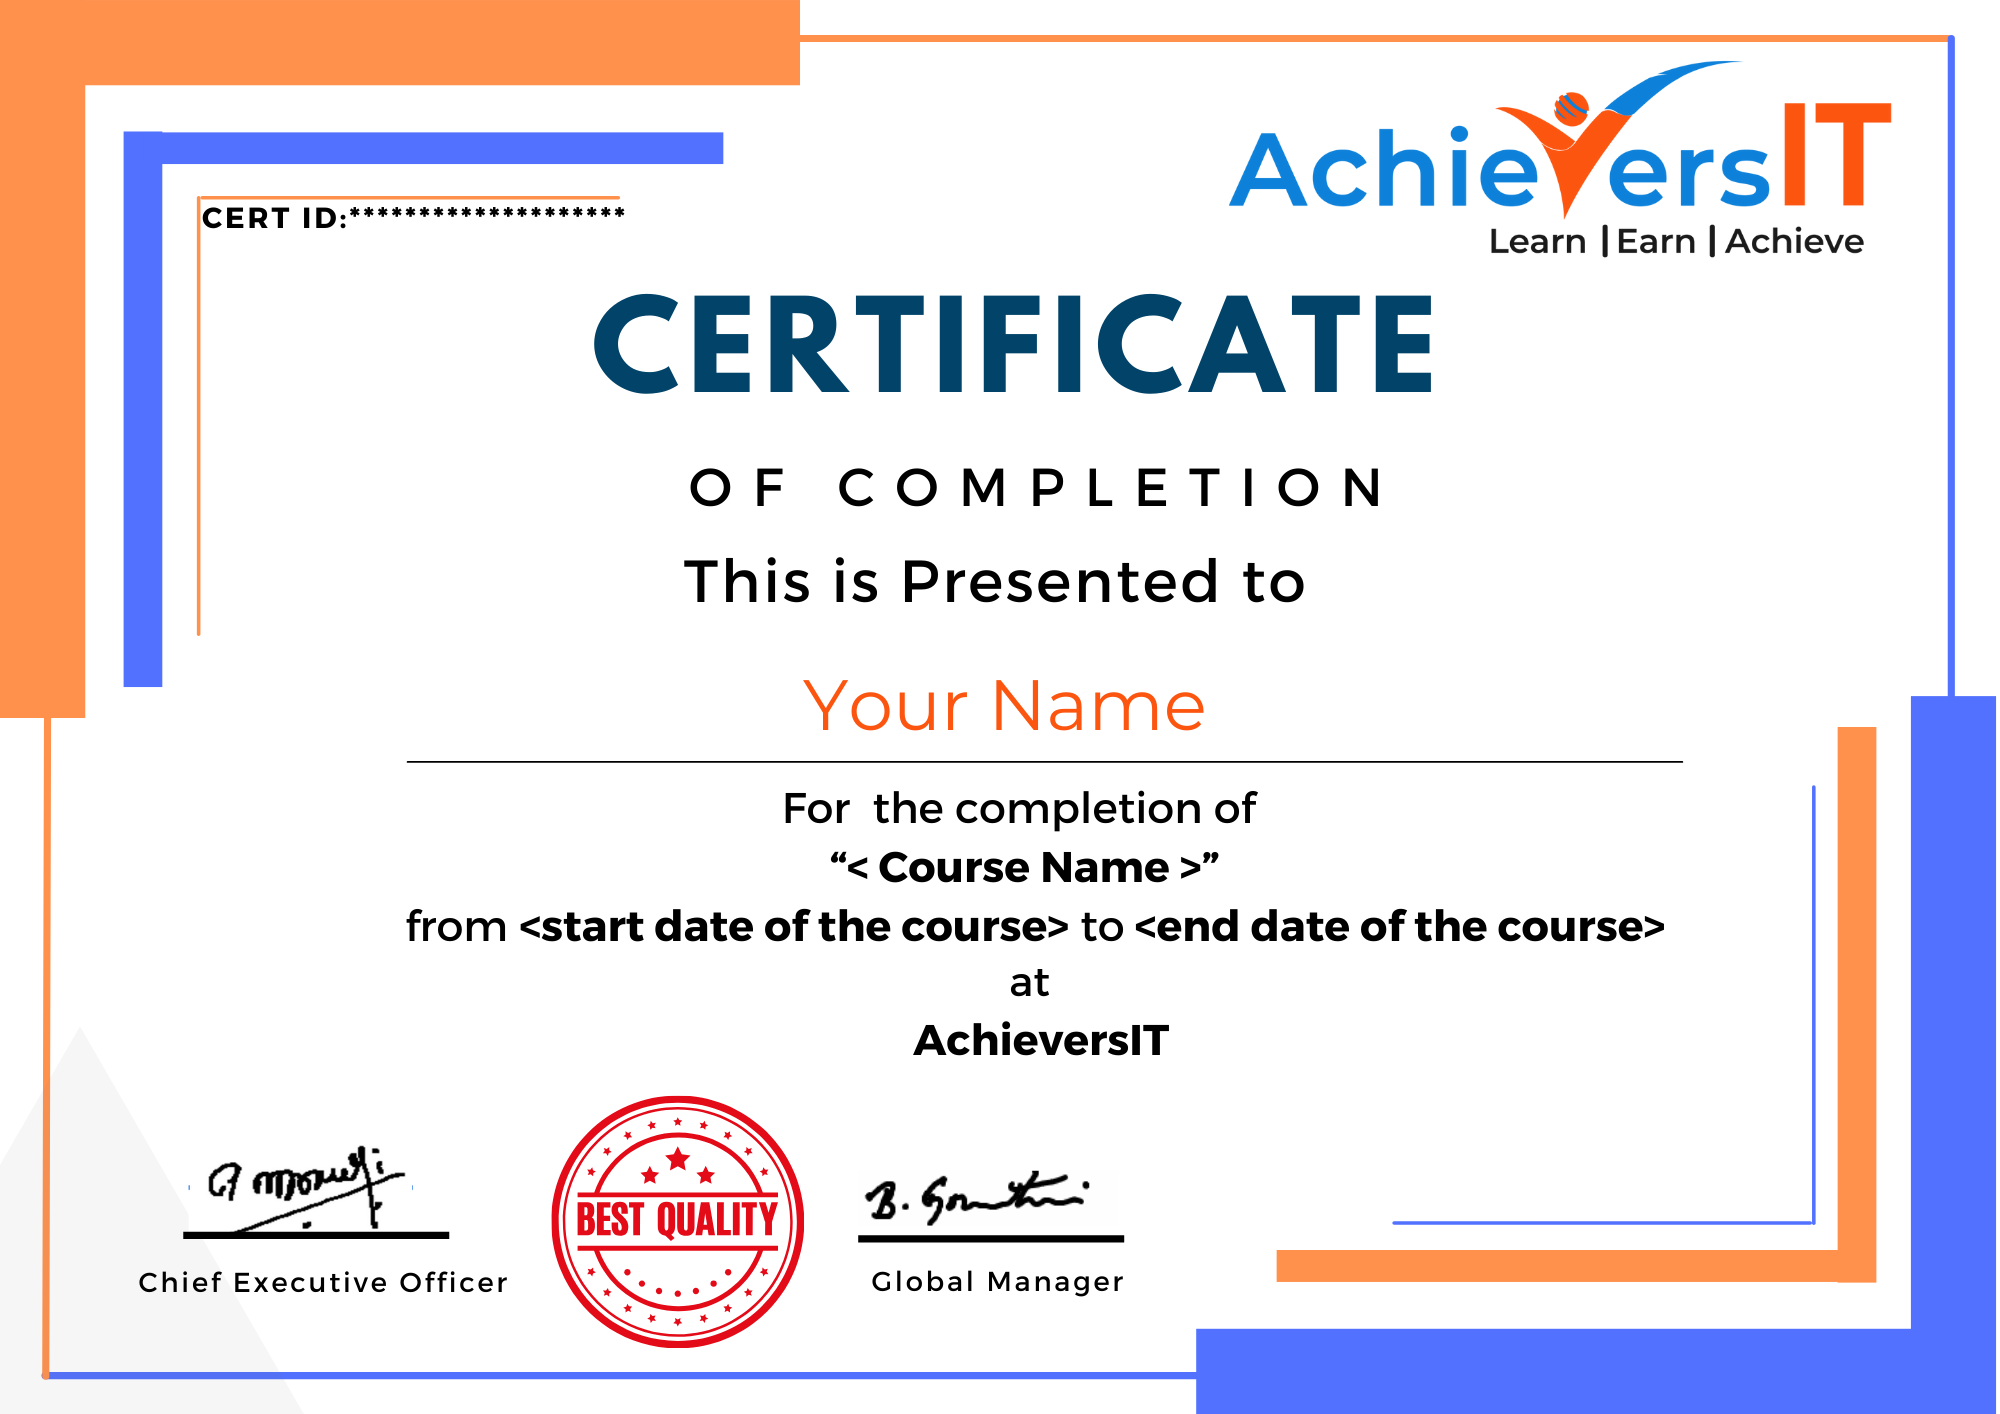 CERT ID:********************
AchieversIT
Learn | Earn | Achieve
CERTIFICATE
OF COMPLETION
This is Presented to
Your Name
For the completion of
“< Course Name >”
from <start date of the course> to <end date of the course>
at
AchieversIT
BEST QUALITY
Chief Executive Officer
Global Manager